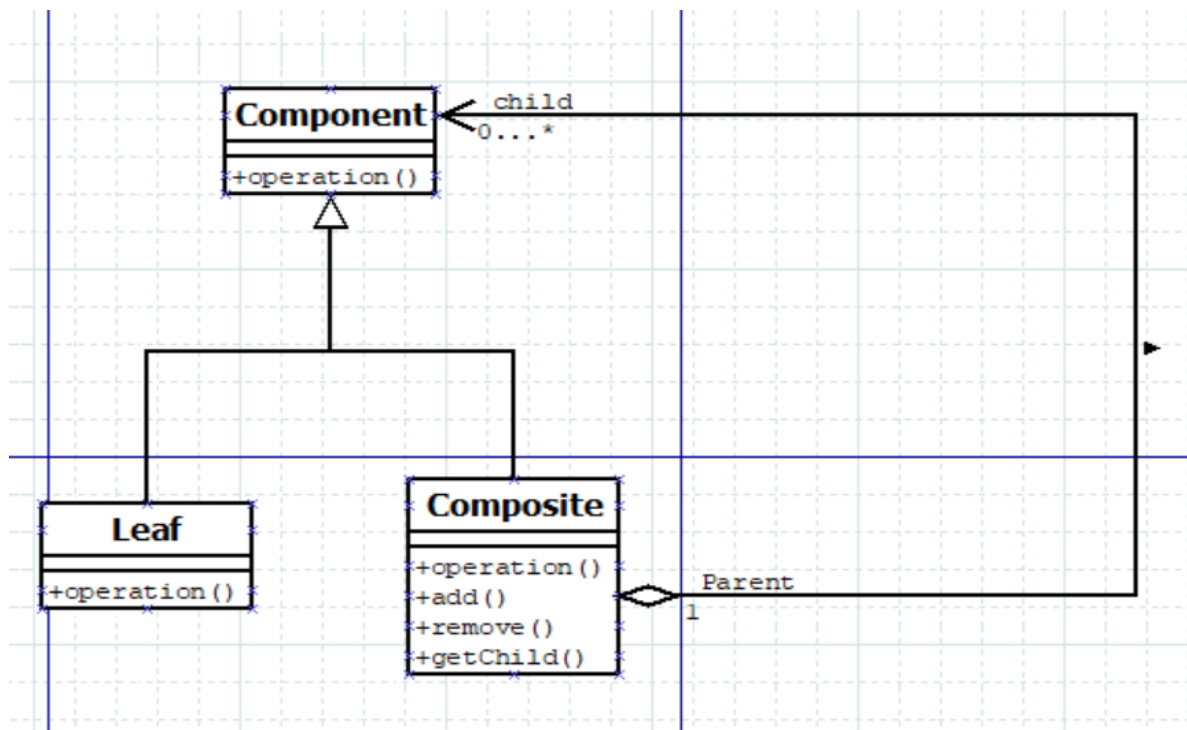 Component
child
0...*
+operation()
Leaf
+operation()
Composite
+operation()
+add()
+remove()
+getChild()
Parent
1